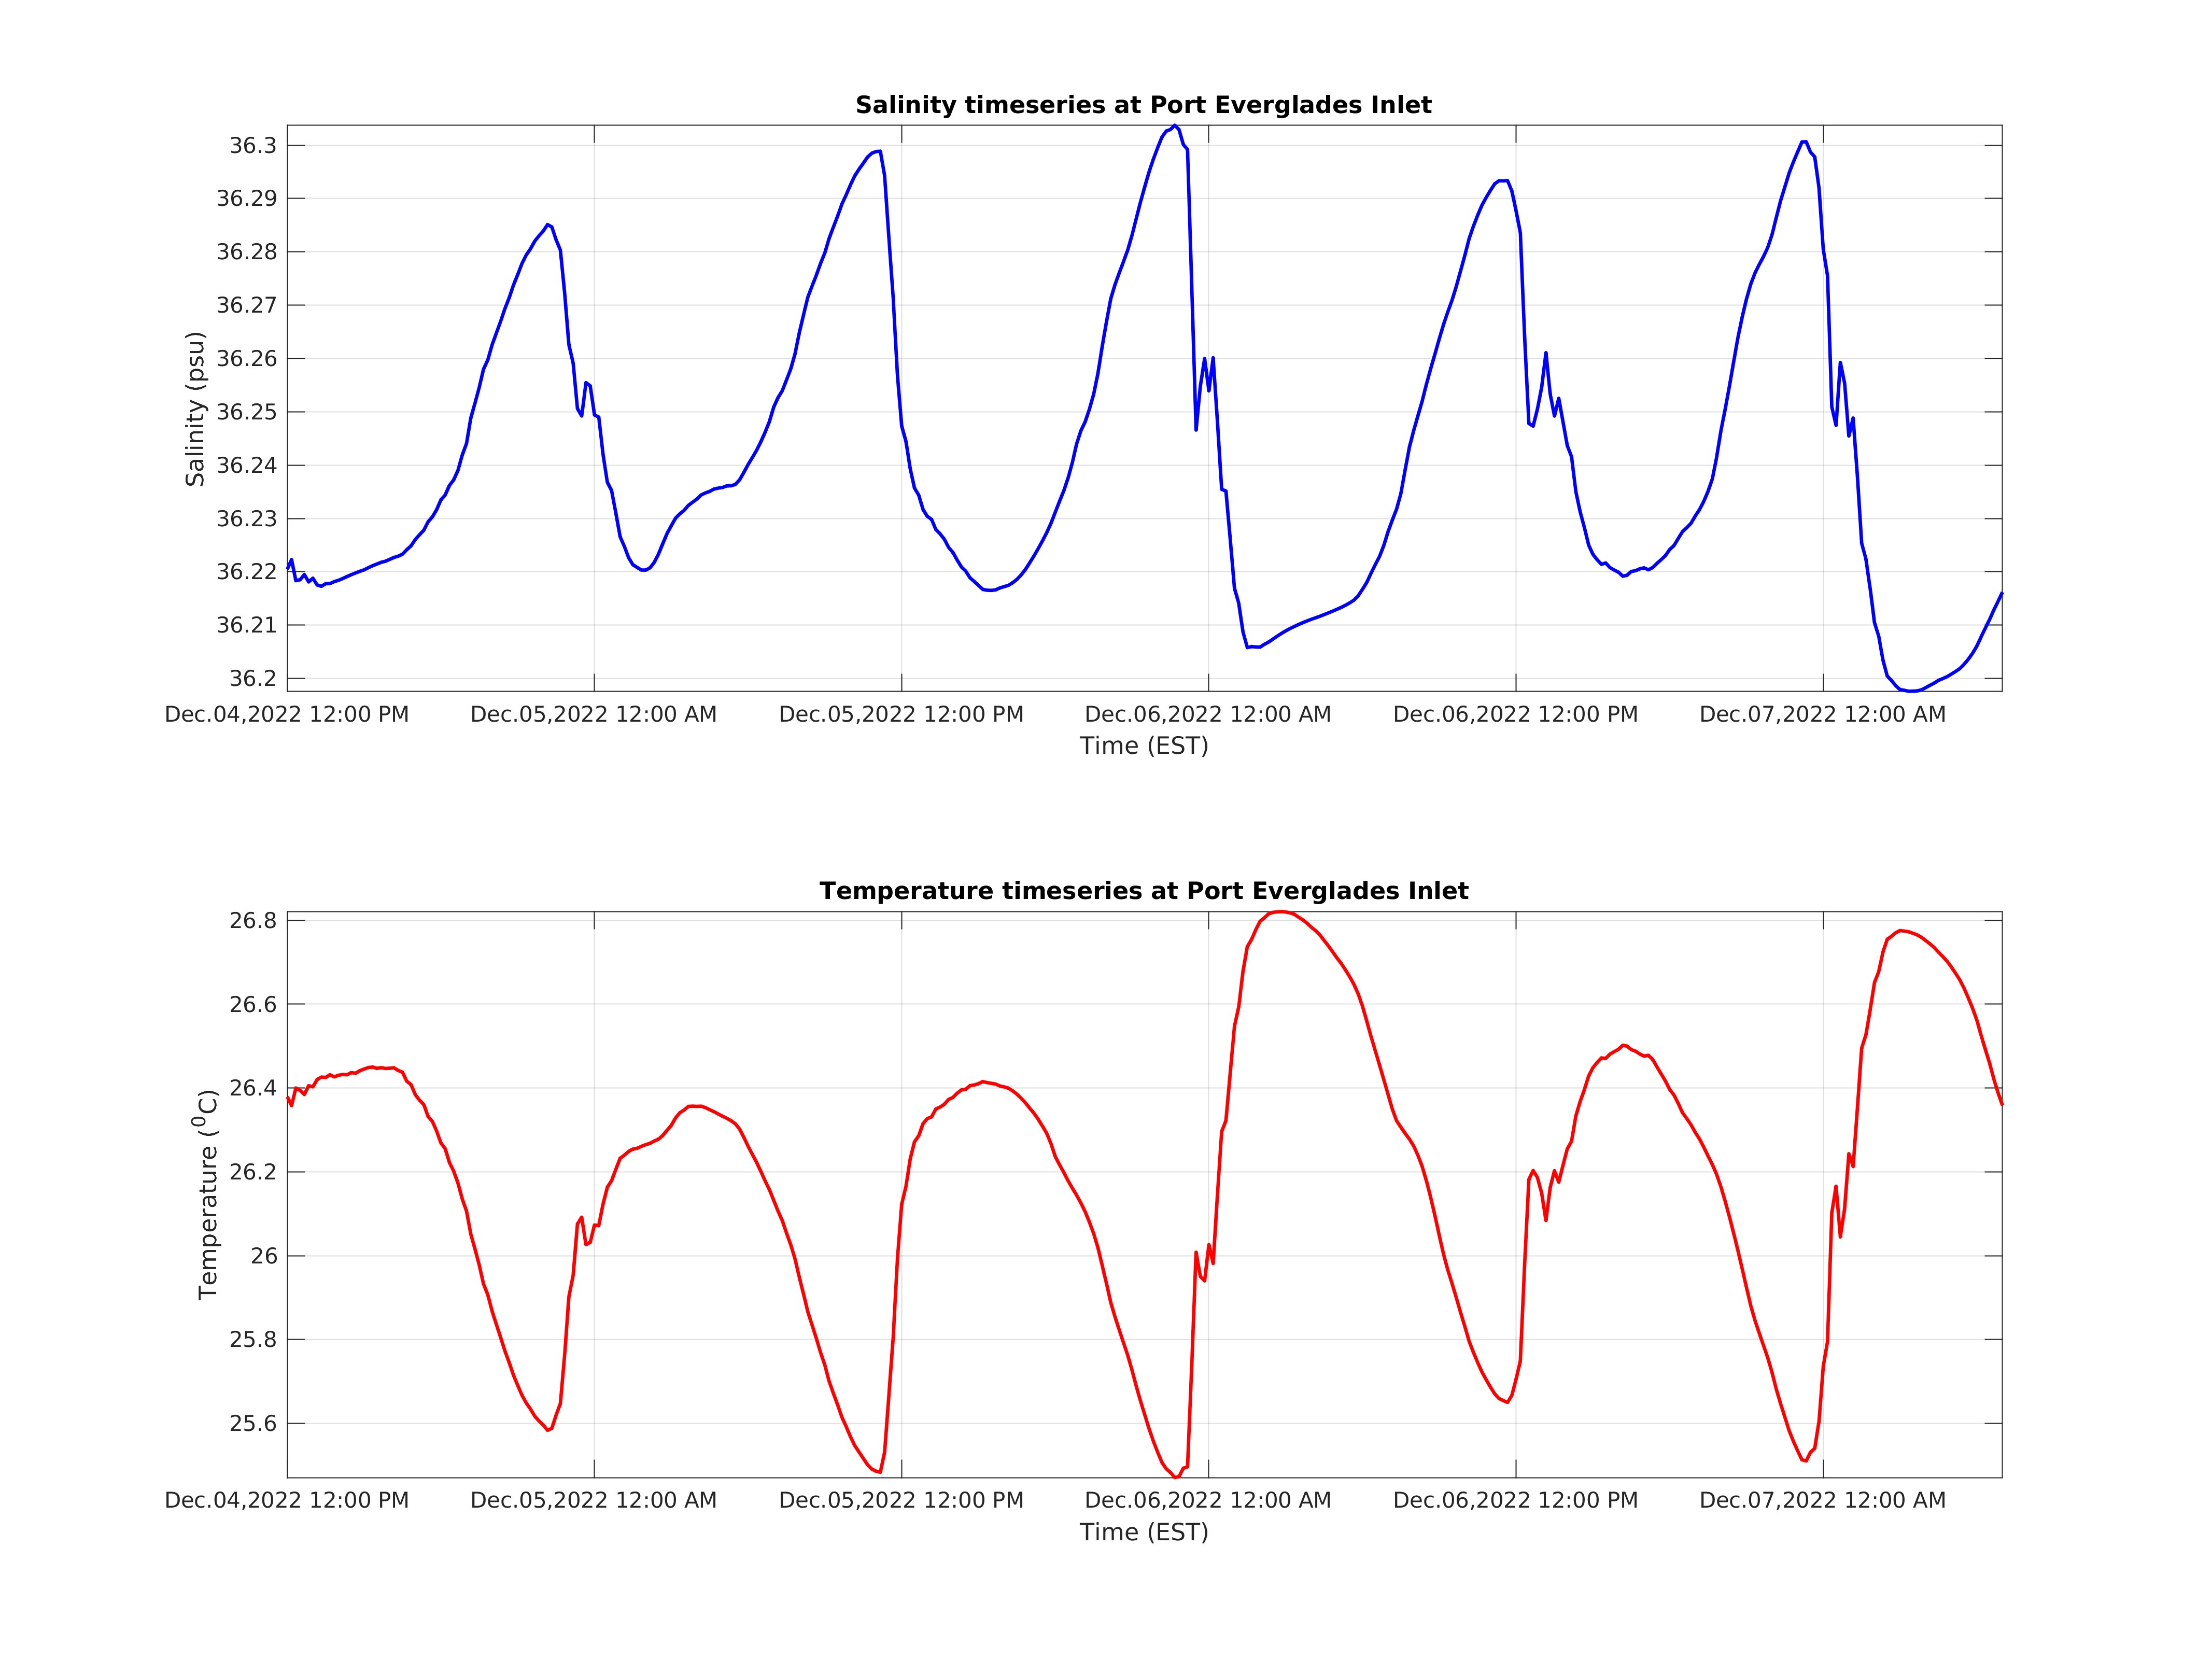 Salinity timeseries at Port Everglades Inlet
36.3
36.29
36.28
36.27
36.26
36.25
36.24
36.23
36.22
36.21
36.2
Salinity (psu)
Dec.04,2022 12:00 PM Dec.05,2022 12:00 AM Dec.05,2022 12:00 PM Dec.06,2022 12:00 AM Dec.06,2022 12:00 PM Dec.07,2022 12:00 AM
Time (EST)
Temperature timeseries at Port Everglades Inlet
26.8
26.6
26.4
26.2
26
25.8
25.6
Temperature (⁰C)
Dec.04,2022 12:00 PM Dec.05,2022 12:00 AM Dec.05,2022 12:00 PM Dec.06,2022 12:00 AM Dec.06,2022 12:00 PM Dec.07,2022 12:00 AM
Time (EST)